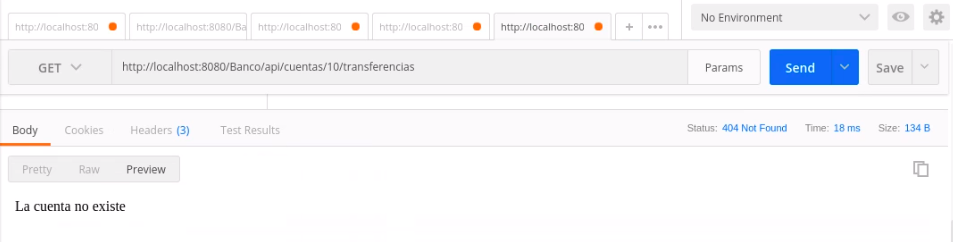 http://localhost:80 http://localhost:8080/Ba http://localhost:80 http://localhost:80 http://localhost:80 + ••• No Environment
GET http://localhost:8080/Banco/api/cuentas/10/transferencias Params Send Save
Body Cookies Headers (3) Test Results Status: 404 Not Found Time: 18 ms Size: 134 B
Pretty Raw Preview
La cuenta no existe